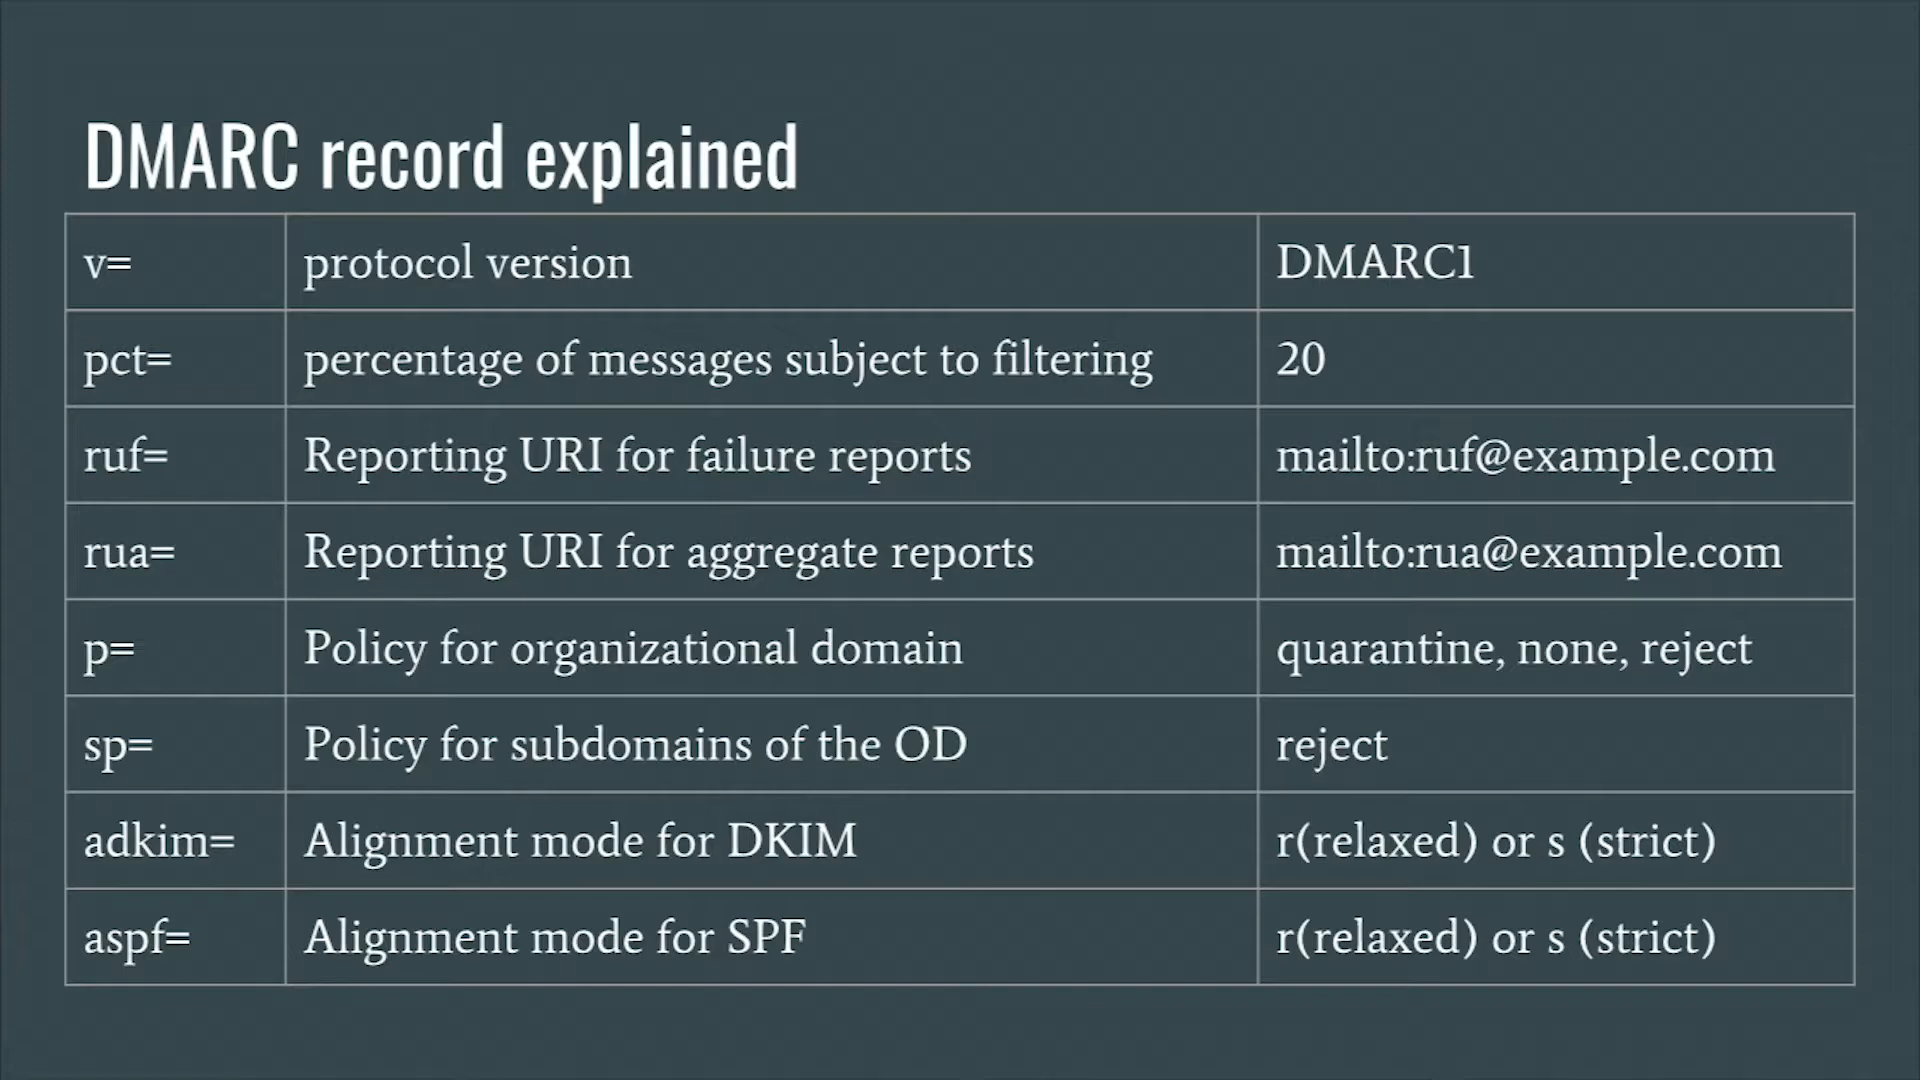 DMARC record explained
v= protocol version DMARC1
pct= percentage of messages subject to filtering 20
ruf= Reporting URI for failure reports mailto:ruf@example.com
rua= Reporting URI for aggregate reports mailto:rua@example.com
p= Policy for organizational domain quarantine, none, reject
sp= Policy for subdomains of the OD reject
adkim= Alignment mode for DKIM r(relaxed) or s (strict)
aspf= Alignment mode for SPF r(relaxed) or s (strict)